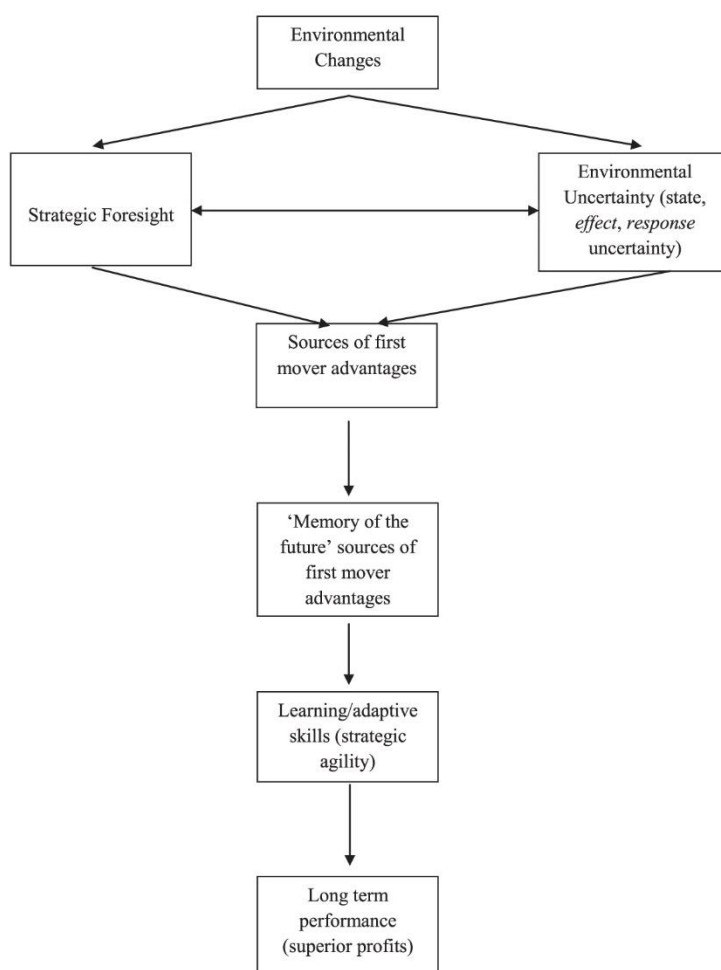 Environmental
Changes
Strategic Foresight
Environmental
Uncertainty (state,
effect, response
uncertainty)
Sources of first
mover advantages
‘Memory of the
future’ sources of
first mover
advantages
Learning/adaptive
skills (strategic
agility)
Long term
performance
(superior profits)